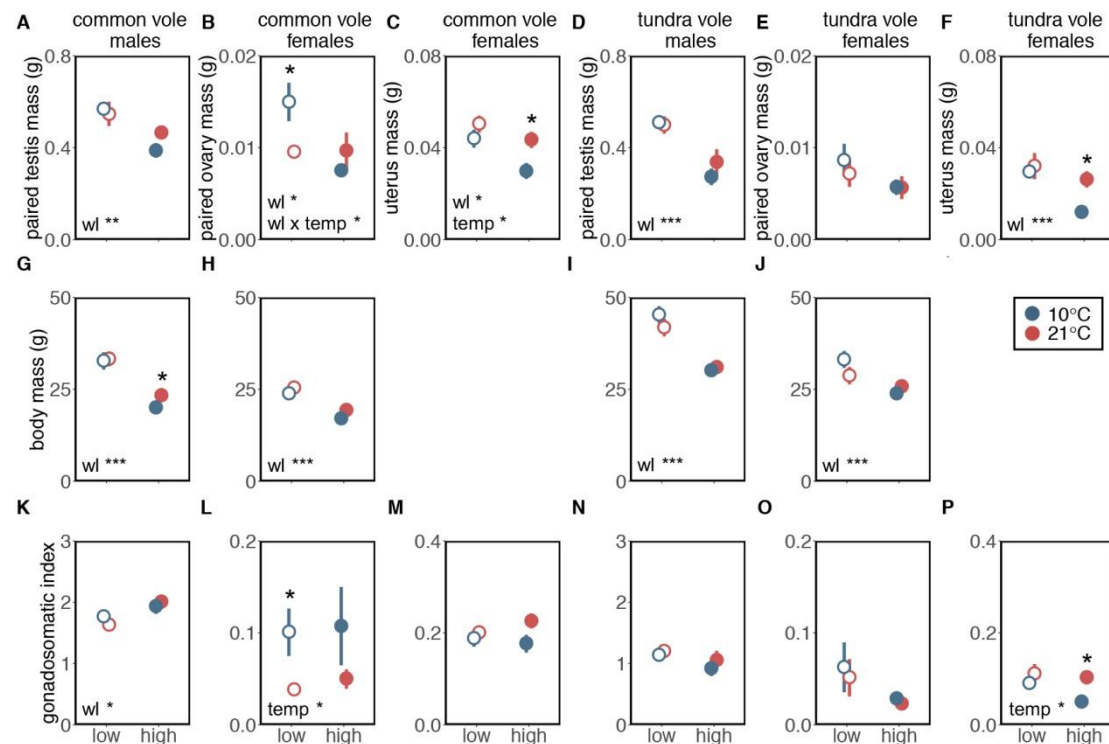 A common vole males
paired testis mass (g)
0.8
0.4
0.0
wl **
B common vole females
paired ovary mass (g)
0.02
0.01
0.00
*
wl *
wl x temp *
C common vole females
uterus mass (g)
0.08
0.04
0.00
*
wl *
temp *
D tundra vole males
paired testis mass (g)
0.8
0.4
0.0
wl ***
E tundra vole females
paired ovary mass (g)
0.02
0.01
0.00
F tundra vole females
uterus mass (g)
0.08
0.04
0.00
*
wl ***
G
body mass (g)
50
25
0
*
wl ***
H
wl ***
I
50
25
0
wl ***
J
wl ***
10°C
21°C
K
gonadosomatic index
3
2
1
0
wl *
low high
L
0.2
0.1
0.0
*
temp *
low high
M
0.4
0.2
0.0
low high
N
3
2
1
0
low high
O
0.2
0.1
0.0
low high
P
0.4
0.2
0.0
*
temp *
low high